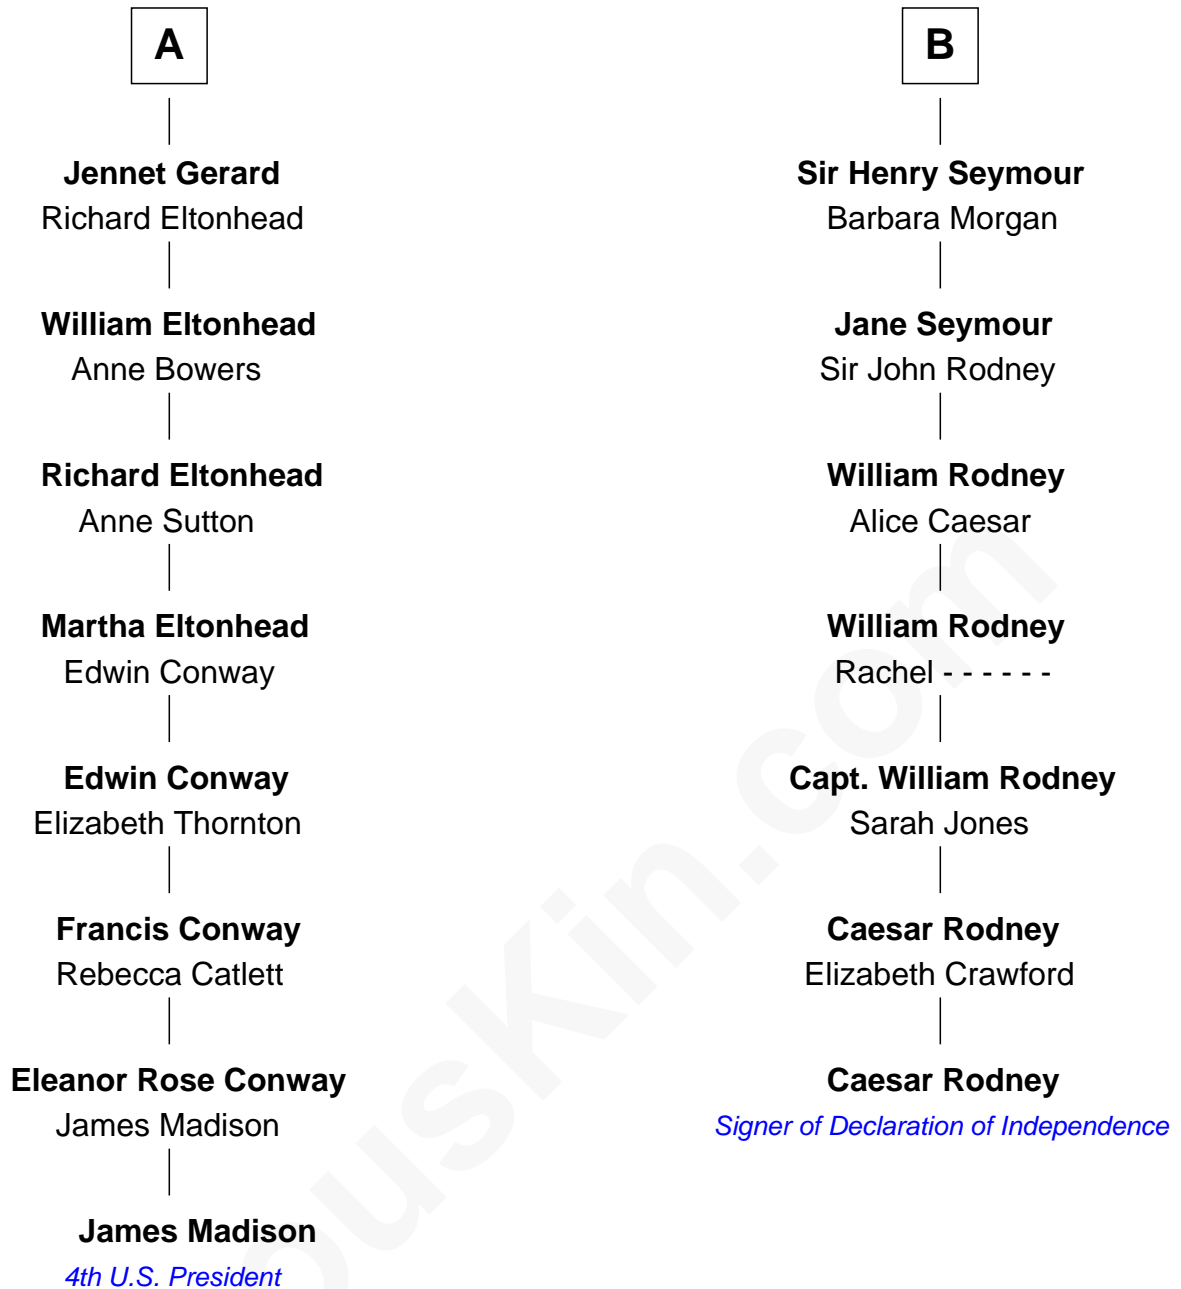 A
Jennet Gerard
Richard Eltonhead
William Eltonhead
Anne Bowers
Richard Eltonhead
Anne Sutton
Martha Eltonhead
Edwin Conway
Edwin Conway
Elizabeth Thornton
Francis Conway
Rebecca Catlett
Eleanor Rose Conway
James Madison
James Madison
4th U.S. President
B
Sir Henry Seymour
Barbara Morgan
Jane Seymour
Sir John Rodney
William Rodney
Alice Caesar
William Rodney
Rachel - - - - - -
Capt. William Rodney
Sarah Jones
Caesar Rodney
Elizabeth Crawford
Caesar Rodney
Signer of Declaration of Independence
ousKin.com